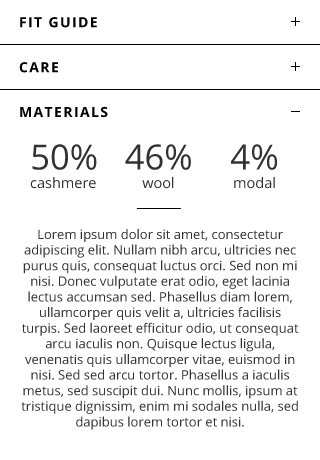 FIT GUIDE +
CARE +
MATERIALS −
50% 46% 4%
cashmere wool modal
Lorem ipsum dolor sit amet, consectetur
adipiscing elit. Nullam nibh arcu, ultricies nec
purus quis, consequat luctus orci. Sed non mi
nisi. Donec vulputate erat odio, eget lacinia
lectus accumsan sed. Phasellus diam lorem,
ullamcorper quis velit a, ultricies facilisis
turpis. Sed laoreet efficitur odio, ut consequat
arcu iaculis non. Quisque lectus ligula,
venenatis quis ullamcorper vitae, euismod in
nisi. Sed sed arcu tortor. Phasellus a iaculis
metus, sed suscipit dui. Nunc mollis, ipsum at
tristique dignissim, enim mi sodales nulla, sed
dapibus lorem tortor et nisi.